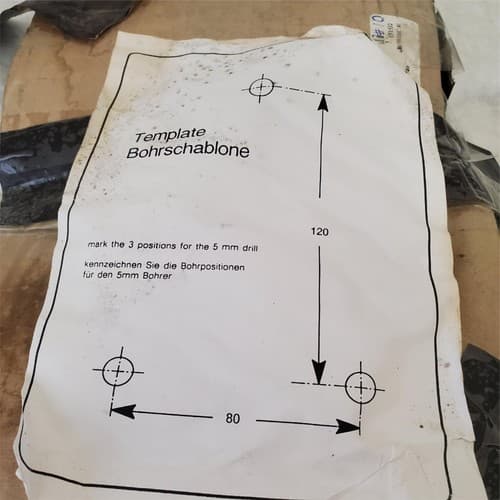 Template
Bohrschablone
120
mark the 3 positions for the 5 mm drill
kennzeichnen Sie die Bohrpositionen
für den 5mm Bohrer
80